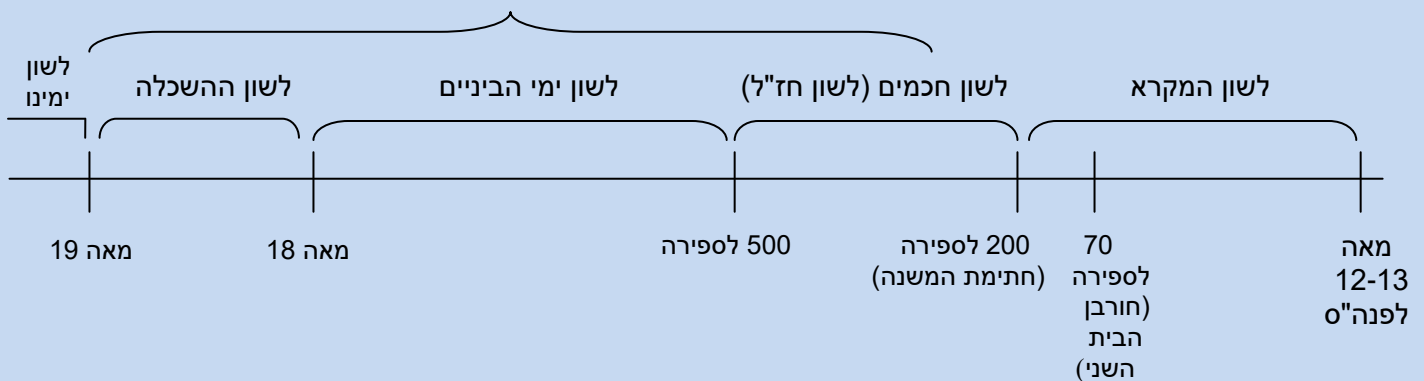 לשון המקרא
לשון חכמים (לשון חז"ל)
לשון ימי הביניים
לשון ההשכלה
לשון
ימינו
מאה
12-13
לפנה"ס
70
לספירה
(חורבן
הבית
השני)
200 לספירה
(חתימת המשנה)
500 לספירה
מאה 18
מאה 19